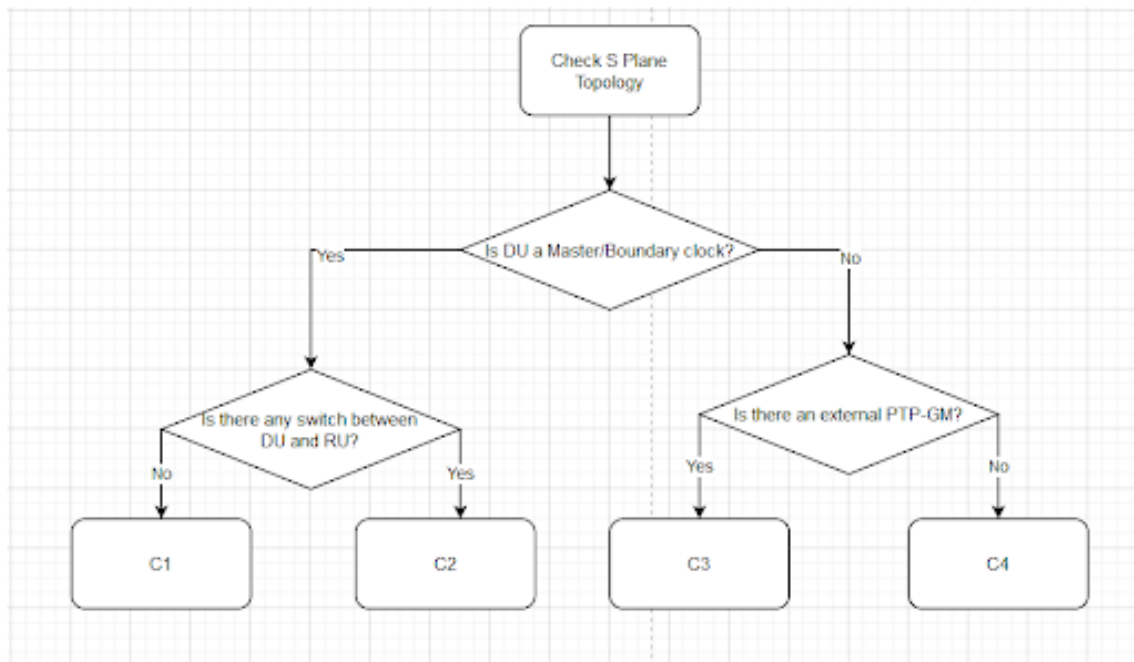 Check S Plane
Topology
Is DU a Master/Boundary clock?
Yes
No
Is there any switch between
DU and RU?
Is there an external PTP-GM?
No
Yes
Yes
No
C1
C2
C3
C4